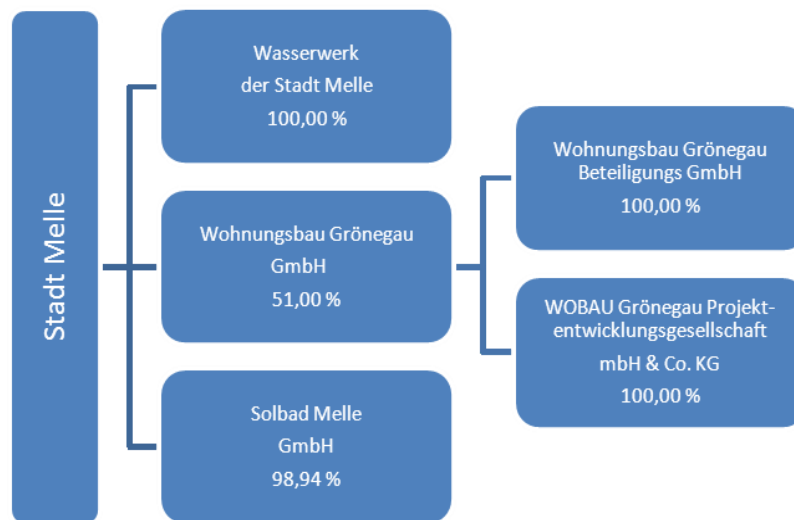 Stadt Melle
Wasserwerk
der Stadt Melle
100,00 %
Wohnungsbau Grönegau
GmbH
51,00 %
Solbad Melle
GmbH
98,94 %
Wohnungsbau Grönegau
Beteiligungs GmbH
100,00 %
WOBAU Grönegau Projekt-
entwicklungsgesellschaft
mbH & Co. KG
100,00 %